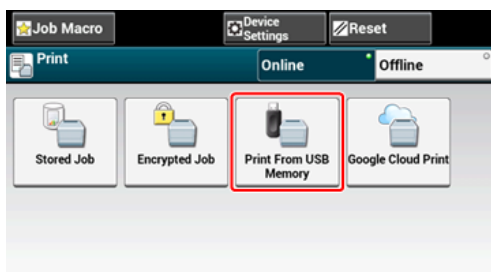 Job Macro
Device
Settings
Reset
Print
Online
Offline
Stored Job
Encrypted Job
Print From USB
Memory
Google Cloud Print